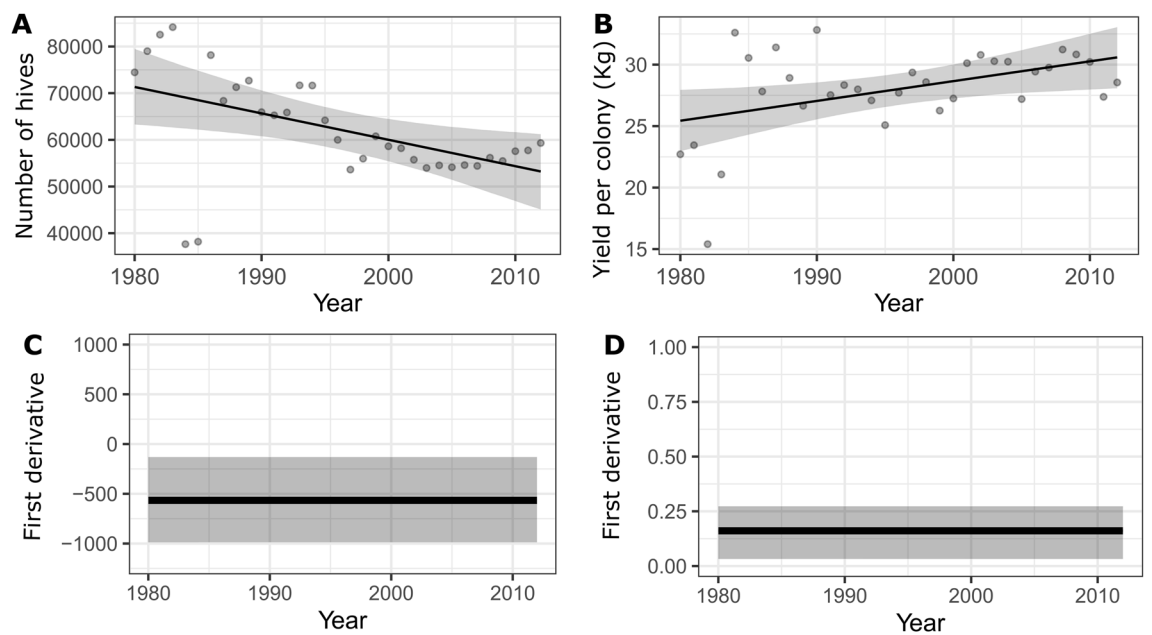 A
Number of hives
80000
70000
60000
50000
40000
1980
1990
2000
2010
Year
B
Yield per colony (Kg)
30
25
20
15
1980
1990
2000
2010
Year
C
First derivative
1000
500
0
−500
−1000
1980
1990
2000
2010
Year
D
First derivative
1.00
0.75
0.50
0.25
0.00
1980
1990
2000
2010
Year